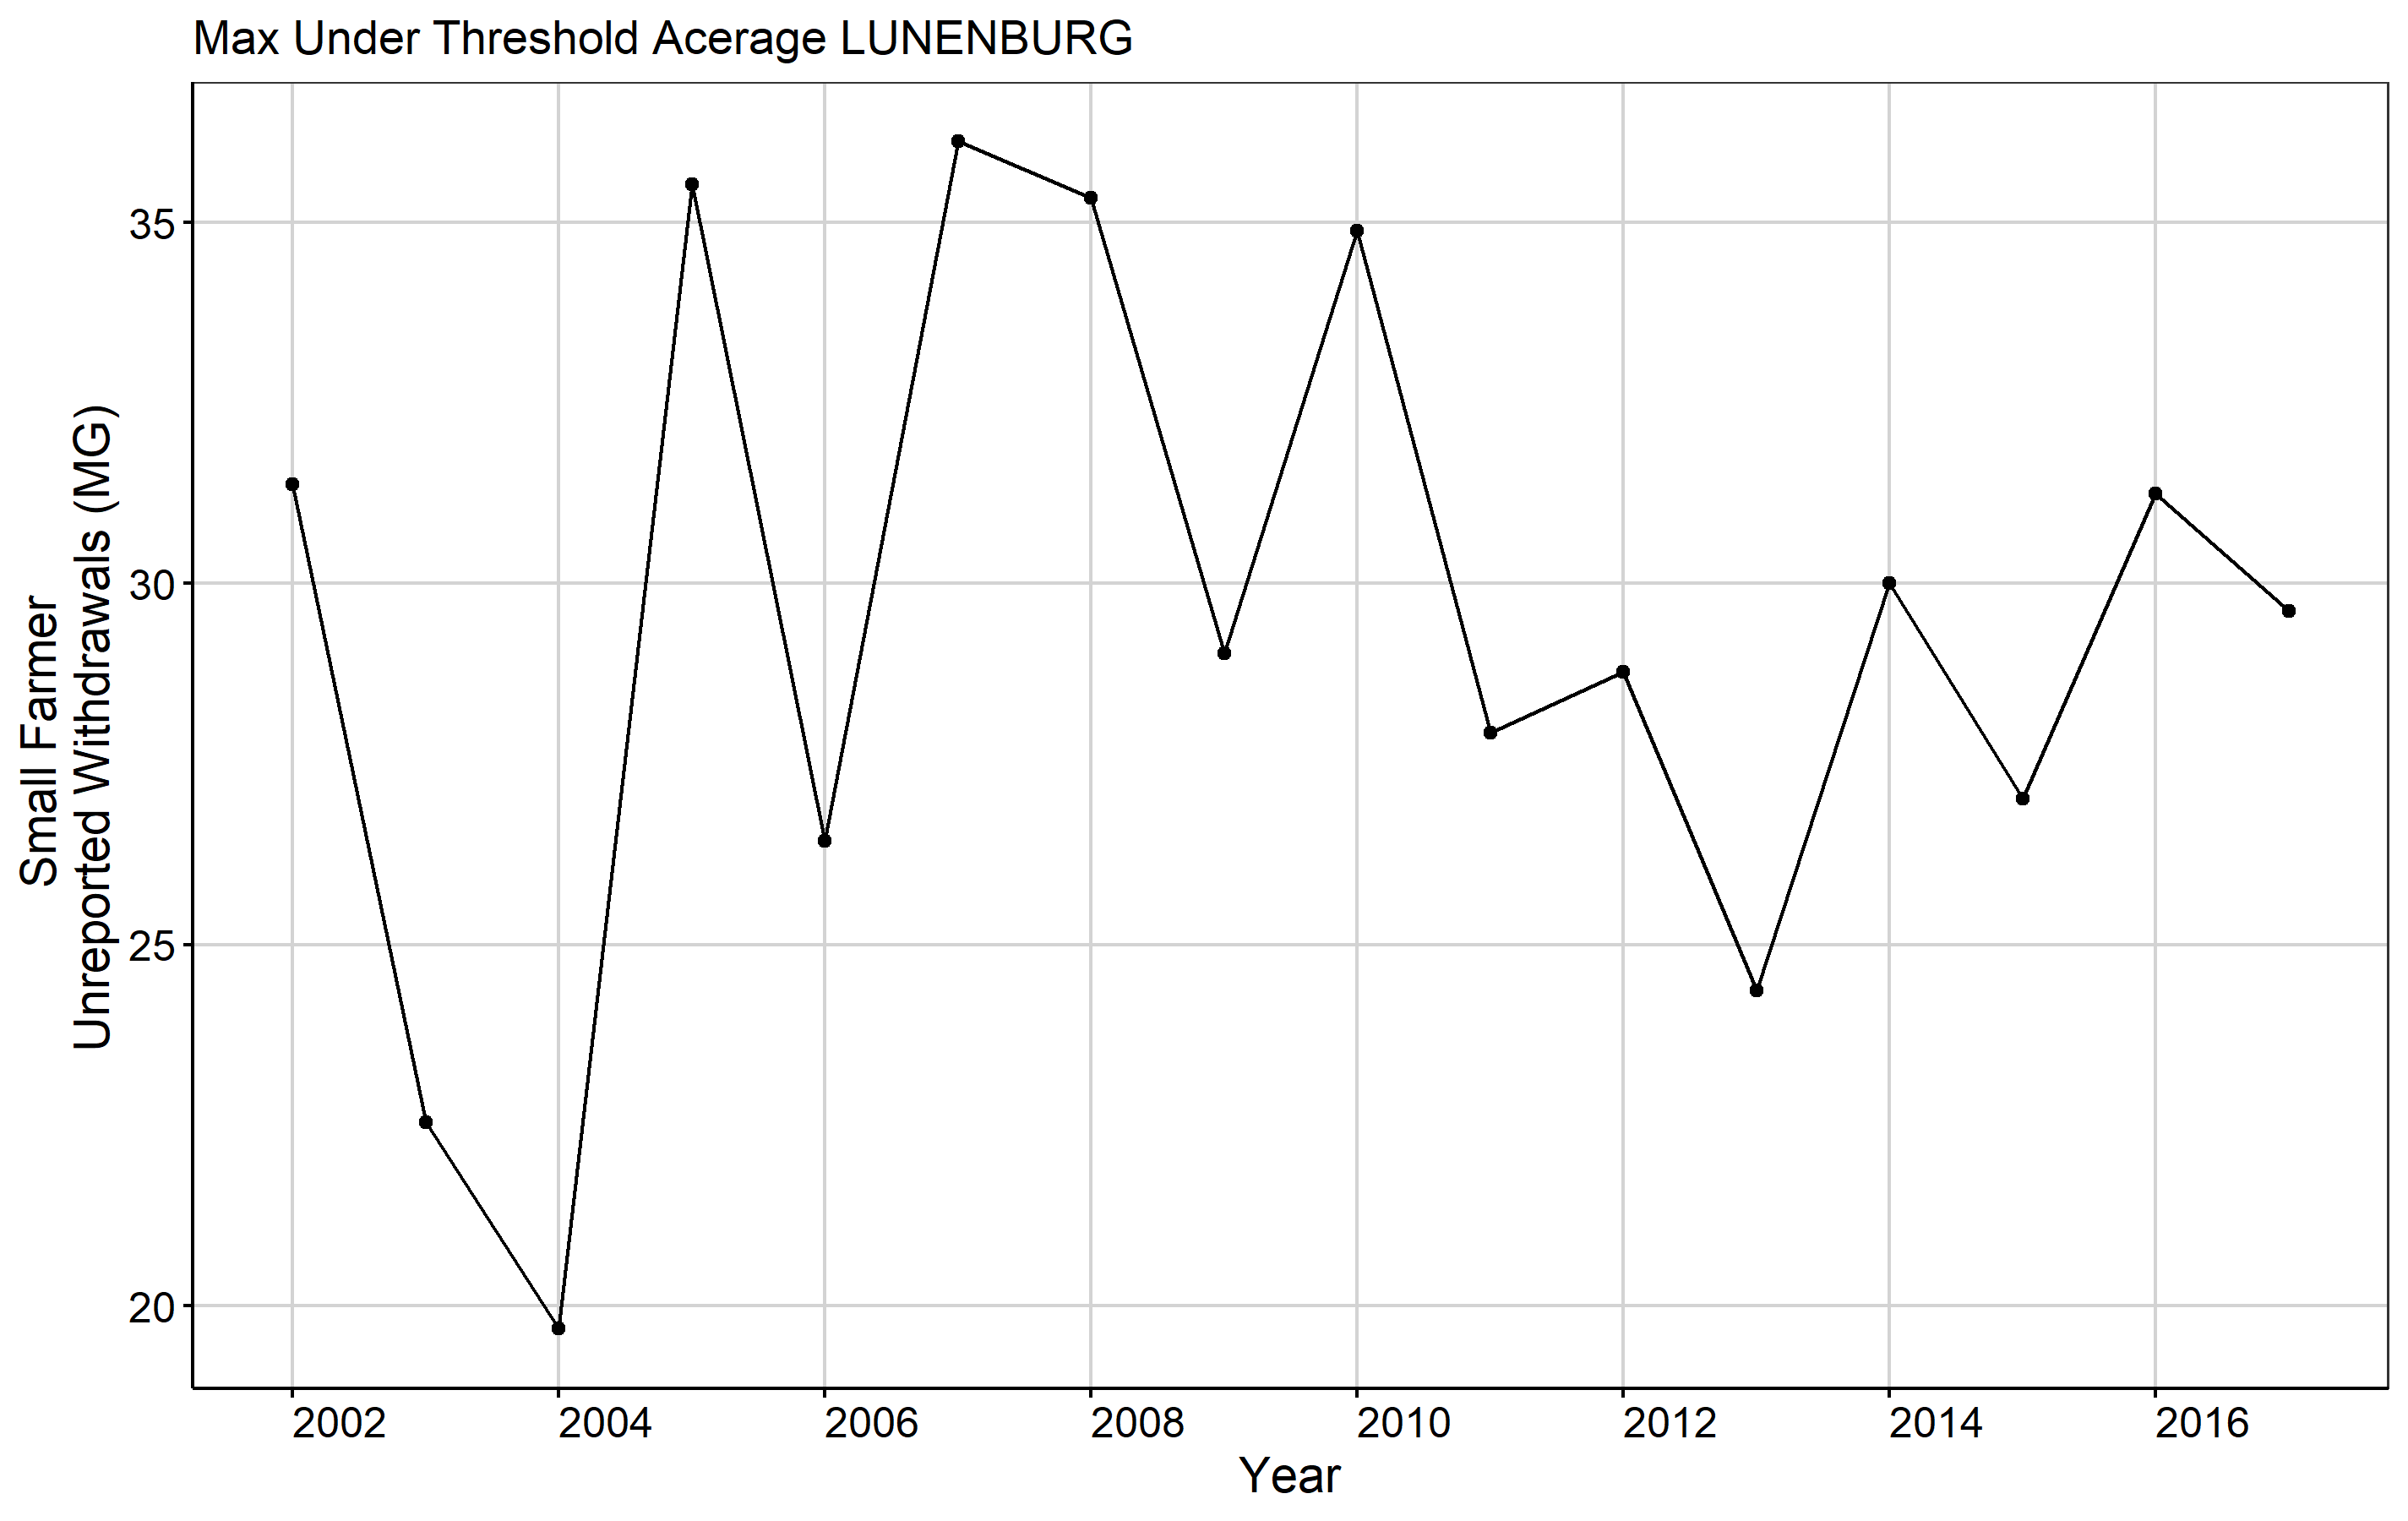 Max Under Threshold Acerage LUNENBURG
Small Farmer
Unreported Withdrawals (MG)
35
30
25
20
2002 2004 2006 2008 2010 2012 2014 2016
Year